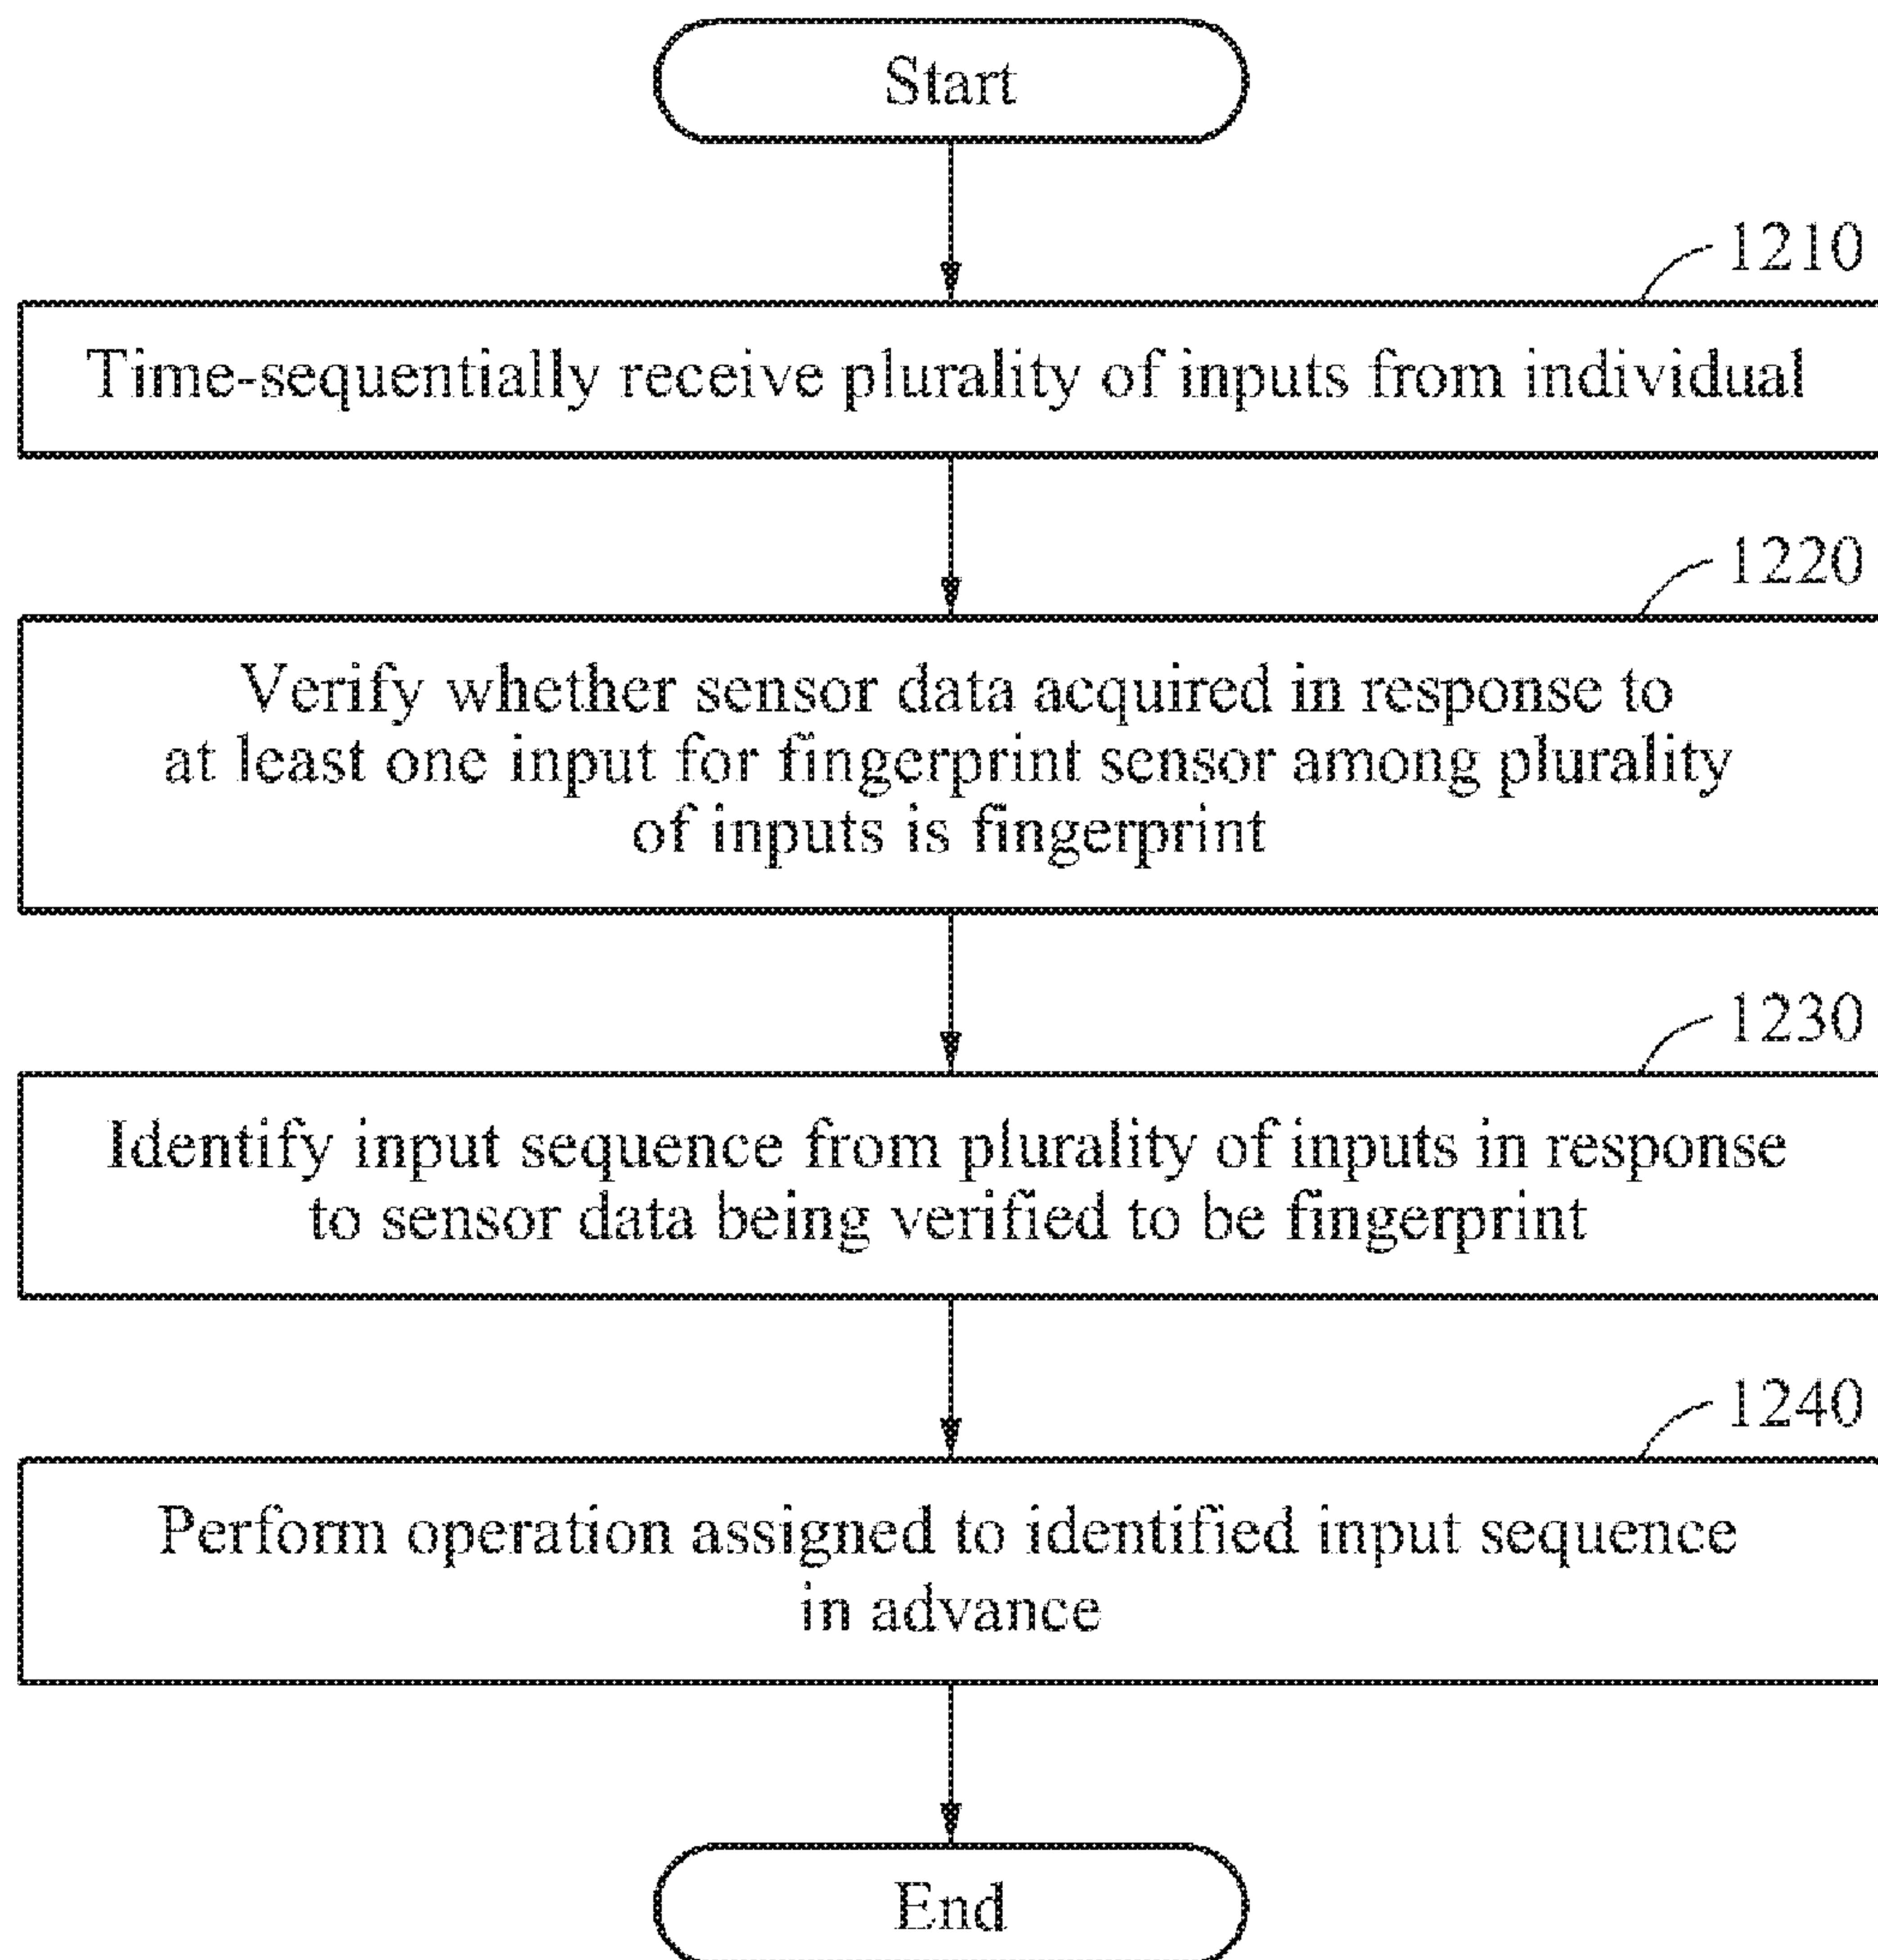 Start
1210
Time-sequentially receive plurality of inputs from individual
1220
Verify whether sensor data acquired in response to
at least one input for fingerprint sensor among plurality
of inputs is fingerprint
1230
Identify input sequence from plurality of inputs in response
to sensor data being verified to be fingerprint
1240
Perform operation assigned to identified input sequence
in advance
End